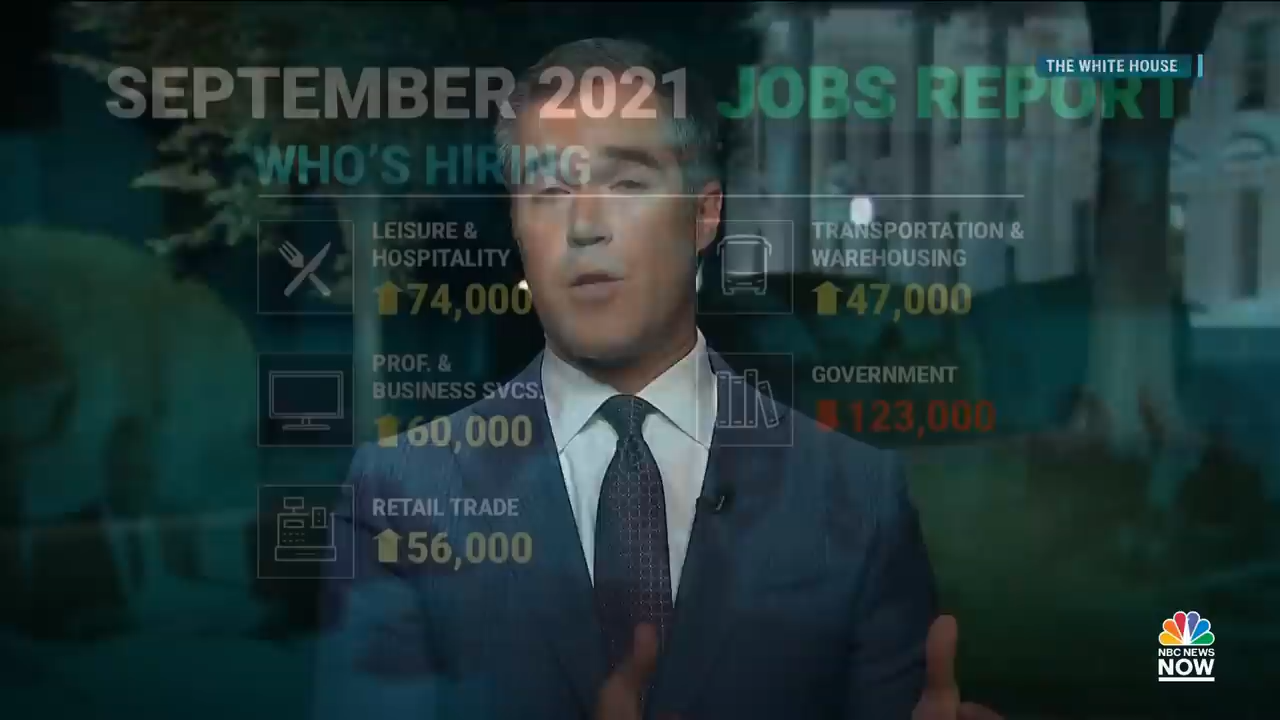 THE WHITE HOUSE
SEPTEMBER 2021 JOBS REPORT
WHO'S HIRING
LEISURE &
HOSPITALITY
74,000
PROF. &
BUSINESS SVCS.
60,000
RETAIL TRADE
56,000
TRANSPORTATION &
WAREHOUSING
47,000
GOVERNMENT
123,000
NBC NEWS
NOW